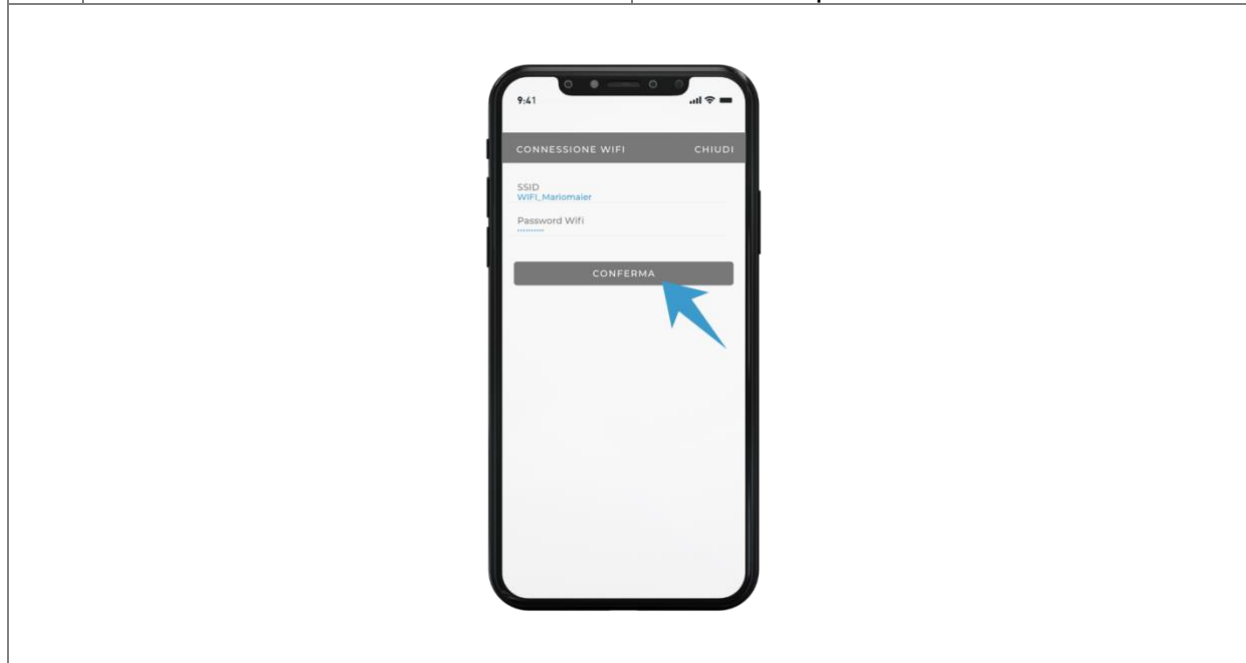 9:41
CONNESSIONE WIFI CHIUDI
SSID
WIFI_Mariomaier
Password Wifi
CONFERMA